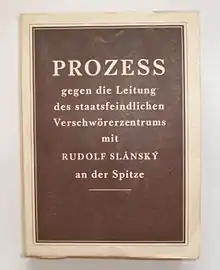 PROZESS
gegen die Leitung
des staatsfeindlichen
Verschwörerzentrums
mit
RUDOLF SLÁNSKÝ
an der Spitze